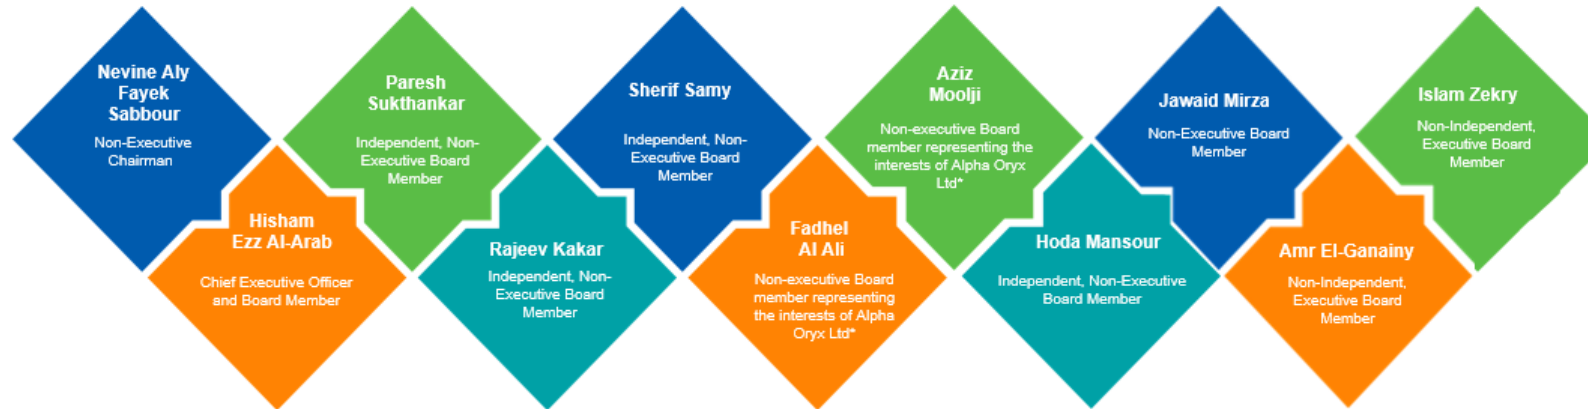 Nevine Aly
Fayek
Sabbour
Non-Executive
Chairman
Hisham
Ezz Al-Arab
Chief Executive Officer
and Board Member
Paresh
Sukthankar
Independent, Non-
Executive Board
Member
Rajeev Kakar
Independent, Non-
Executive Board
Member
Sherif Samy
Independent, Non-
Executive Board
Member
Fadhel
Al Ali
Non-executive Board
member representing
the interests of Alpha
Oryx Ltd*
Aziz
Moolji
Non-executive Board
member representing the
interests of Alpha Oryx
Ltd*
Hoda Mansour
Independent, Non-Executive
Board Member
Jawaid Mirza
Non-Executive Board
Member
Amr El-Ganainy
Non-Independent,
Executive Board
Member
Islam Zekry
Non-Independent,
Executive Board
Member